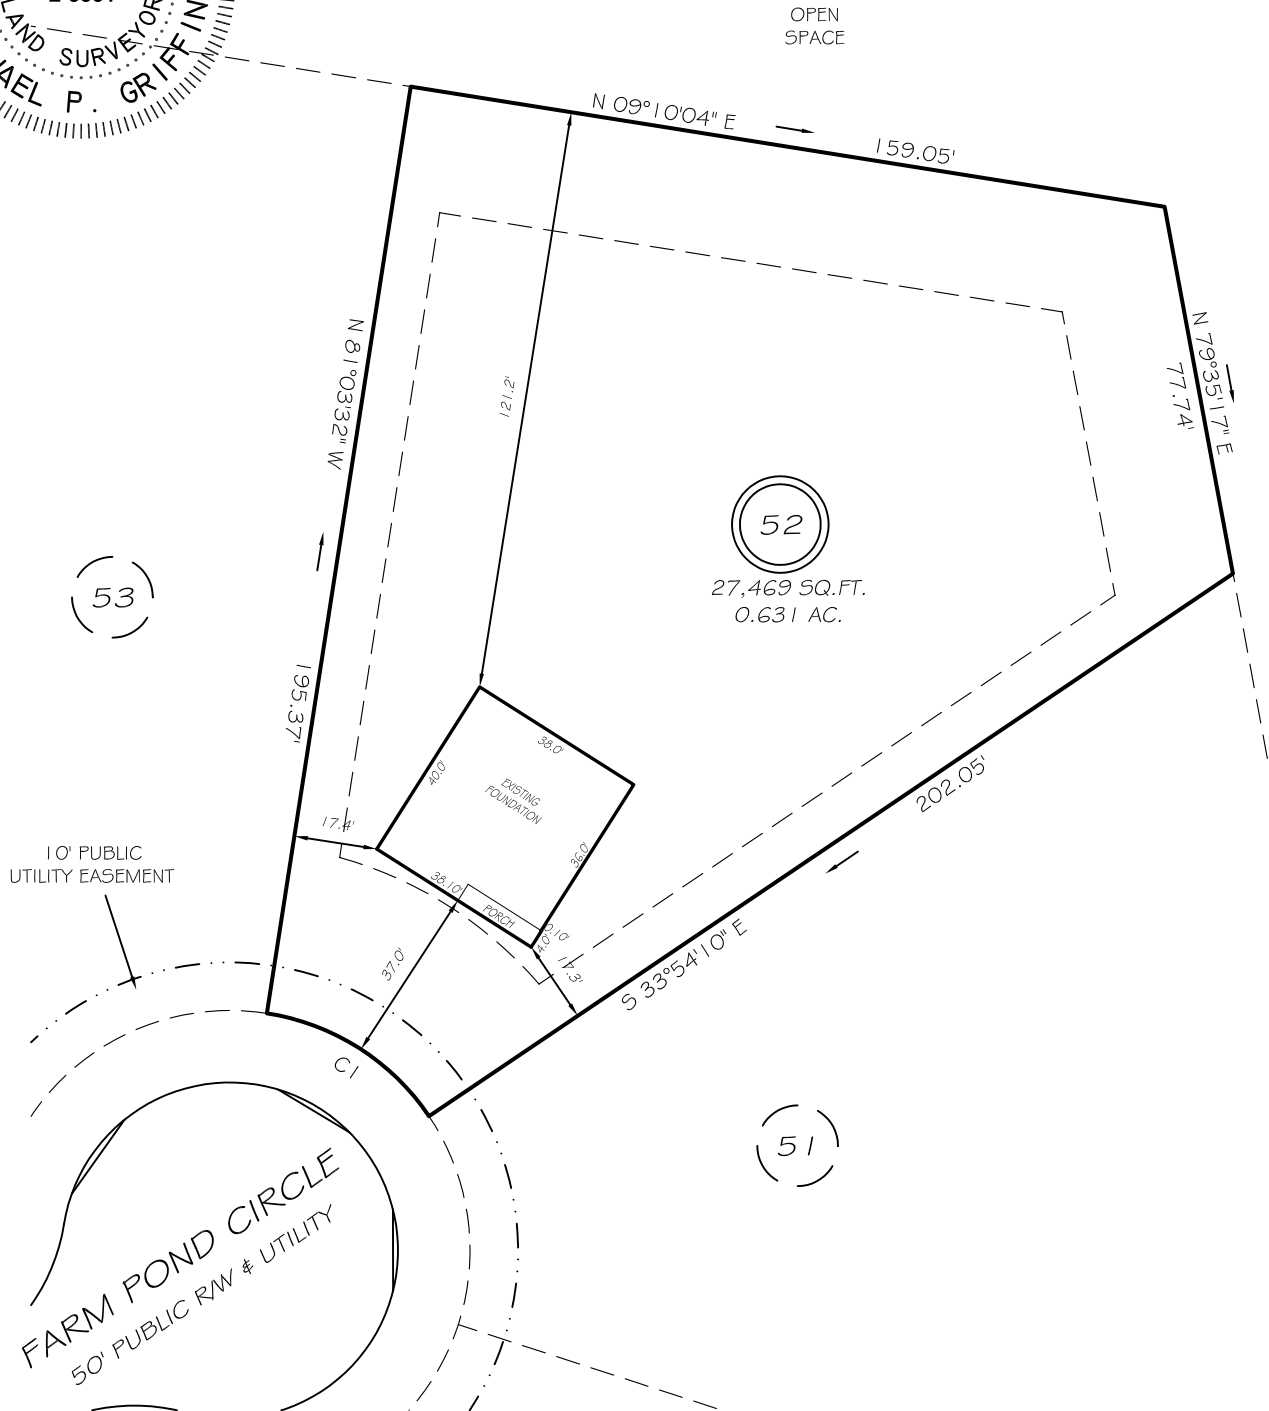 LAND SURVEYOR
AEL P. GRIFFIN
OPEN
SPACE
N 09°10'04" E
159.05'
N 79°35'17" E
77.74'
N 81°03'32" W
195.37'
121.2'
52
27,469 SQ.FT.
0.631 AC.
53
38.0'
40.0'
EXISTING
FOUNDATION
36.0'
17.4'
38.10'
PORCH
0.10'
4.0'
17.3'
37.0'
202.05'
S 33°54'10" E
10' PUBLIC
UTILITY EASEMENT
C1
51
FARM POND CIRCLE
50' PUBLIC R/W & UTILITY